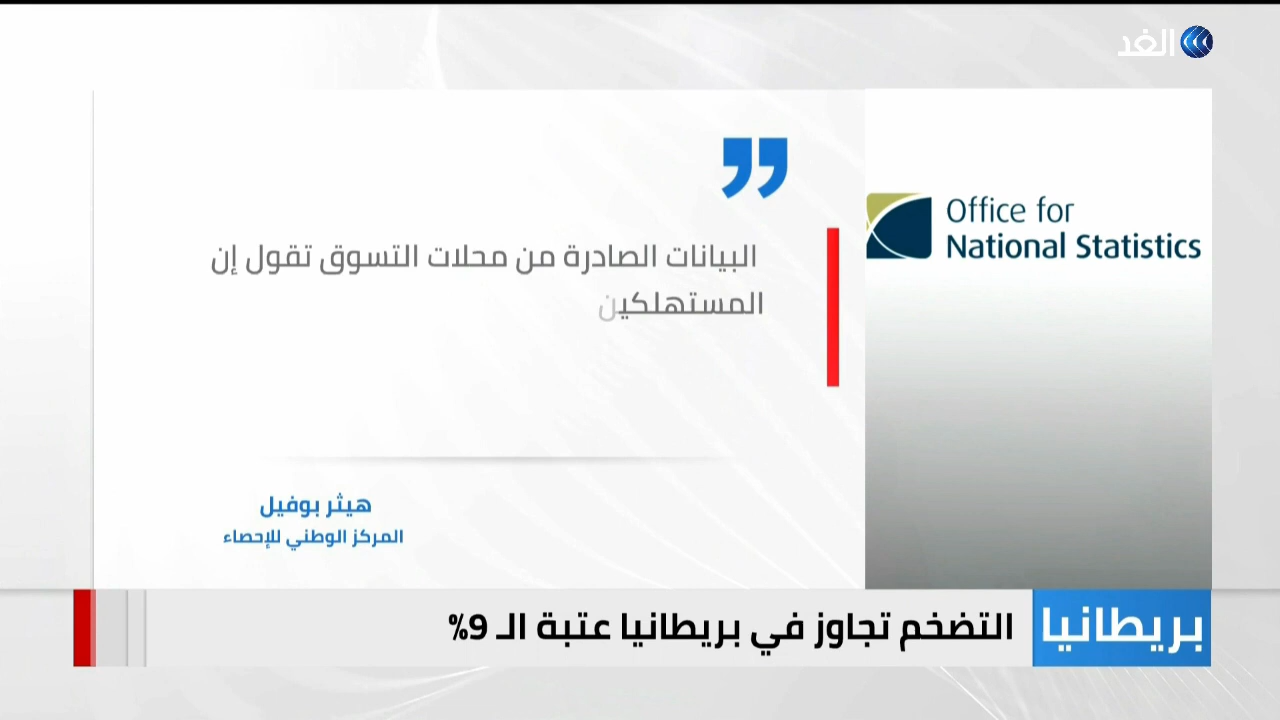 الغد
Office for
National Statistics
البيانات الصادرة من محلات التسوق تقول إن
المستهلكين
هيثر بوفيل
المركز الوطني للإحصاء
بريطانيا
التضخم تجاوز في بريطانيا عتبة الـ 9%